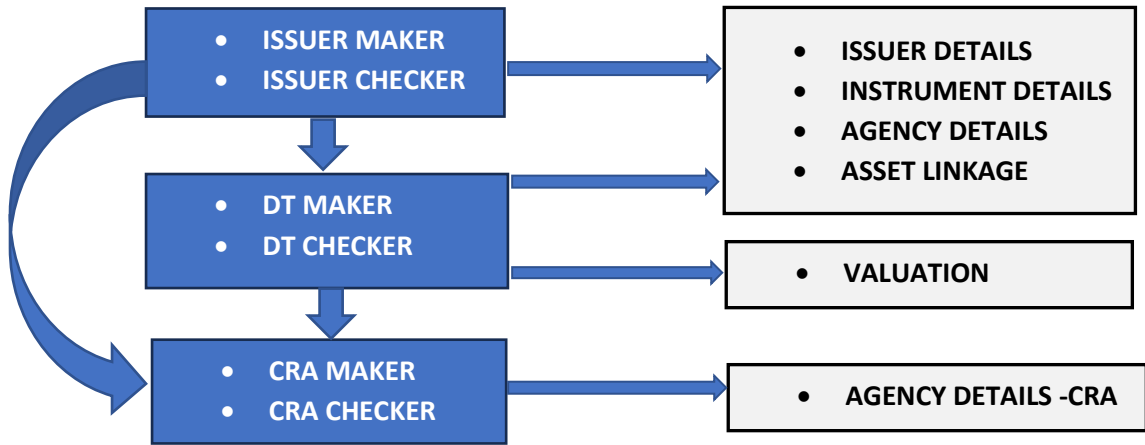 • ISSUER MAKER
• ISSUER CHECKER
• ISSUER DETAILS
• INSTRUMENT DETAILS
• AGENCY DETAILS
• ASSET LINKAGE
• DT MAKER
• DT CHECKER
• VALUATION
• CRA MAKER
• CRA CHECKER
• AGENCY DETAILS -CRA